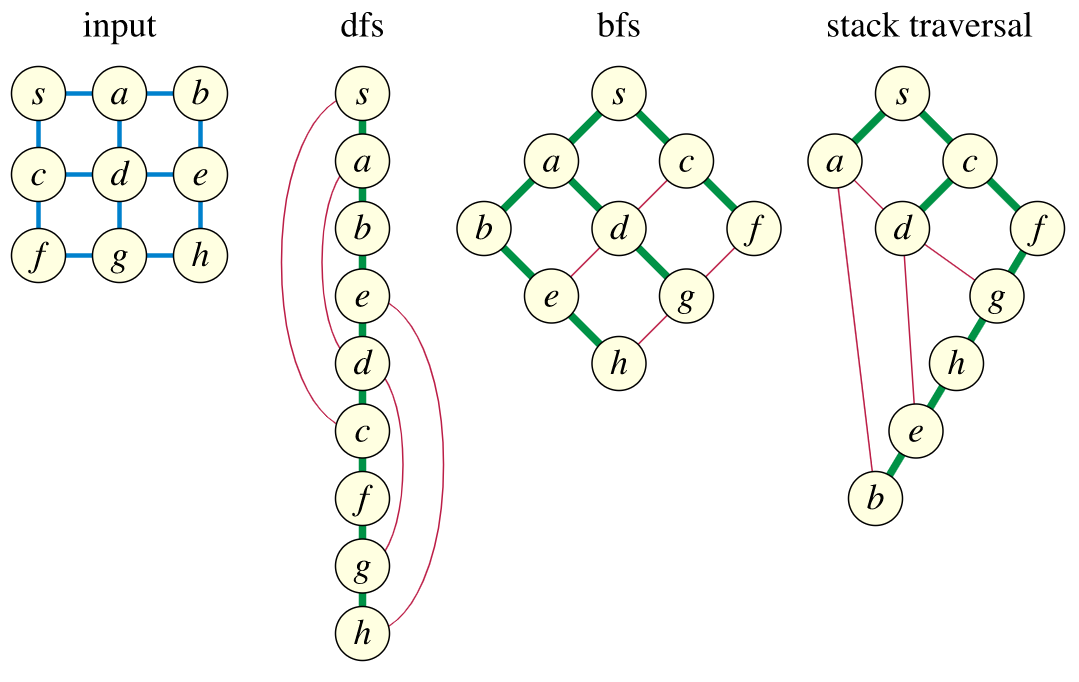 input
s a b
c d e
f g h
dfs
s
a
b
e
d
c
f
g
h
bfs
s
a c
b d f
e g
h
stack traversal
s
a c
d f
g
h
e
b